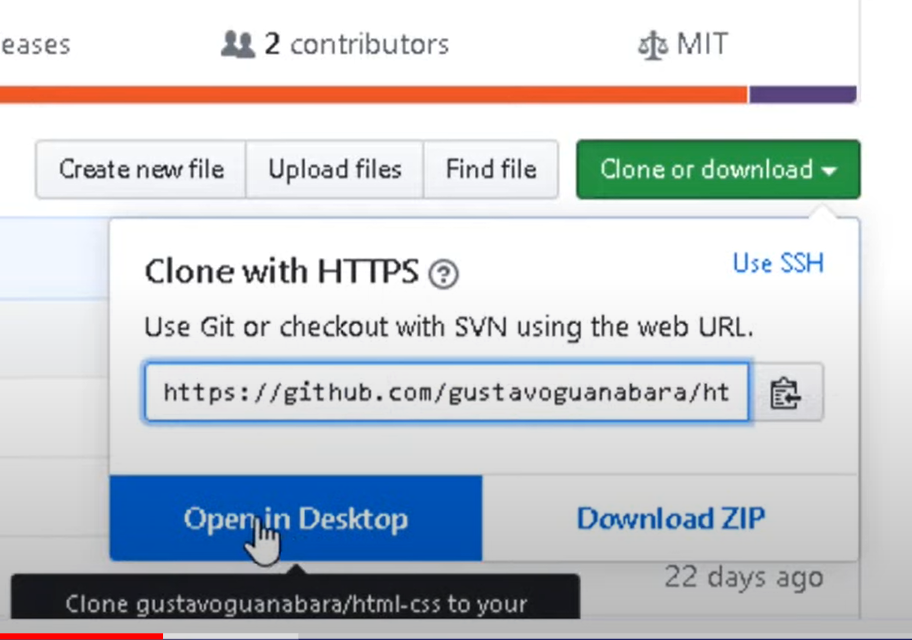 eases 2 contributors MIT
Create new file Upload files Find file Clone or download
Clone with HTTPS ? Use SSH
Use Git or checkout with SVN using the web URL.
https://github.com/gustavoguanabara/ht
Open in Desktop Download ZIP
22 days ago
Clone gustavoguanabara/html-css to your